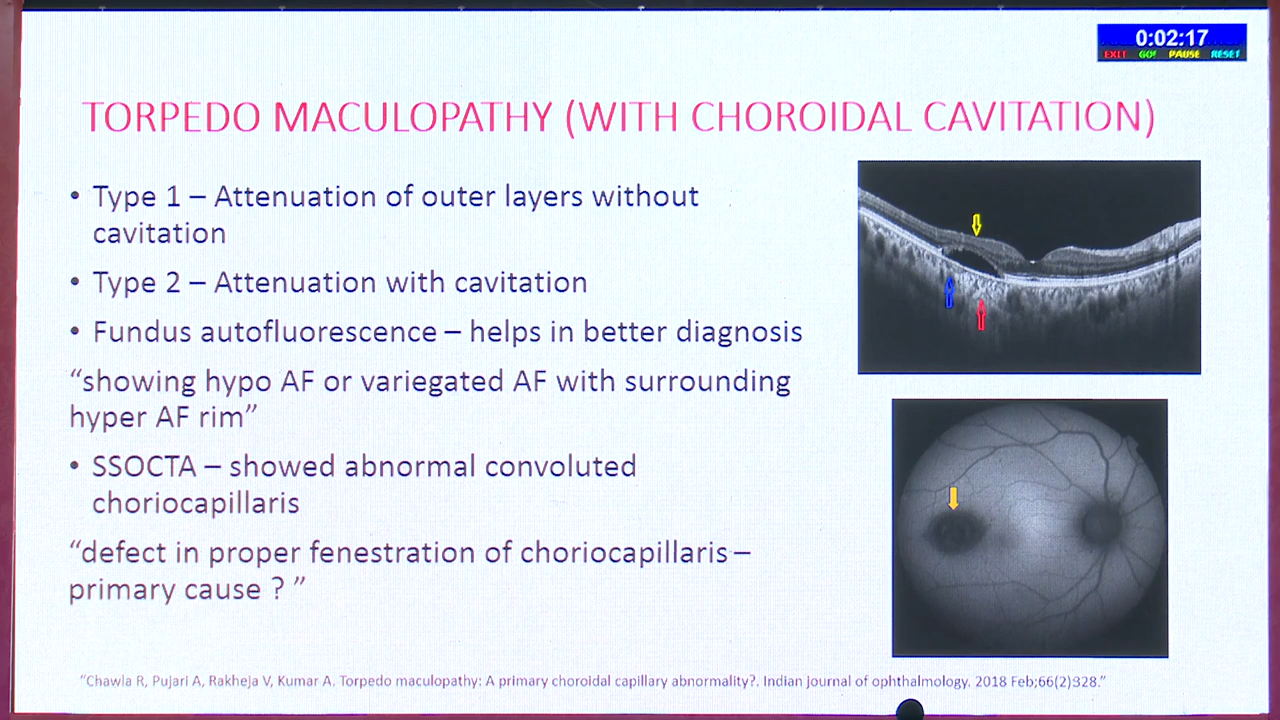 0:02:17
EXIT GO! PAUSE RESET
TORPEDO MACULOPATHY (WITH CHOROIDAL CAVITATION)
• Type 1 – Attenuation of outer layers without
cavitation
• Type 2 – Attenuation with cavitation
• Fundus autofluorescence – helps in better diagnosis
“showing hypo AF or variegated AF with surrounding
hyper AF rim”
• SSOCTA – showed abnormal convoluted
choriocapillaris
“defect in proper fenestration of choriocapillaris –
primary cause ? ”
“Chawla R, Pujari A, Rakheja V, Kumar A. Torpedo maculopathy: A primary choroidal capillary abnormality?. Indian journal of ophthalmology. 2018 Feb;66(2):328.”